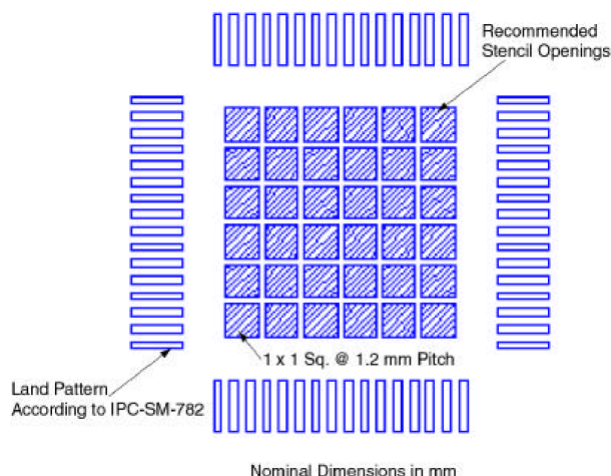 Recommended
Stencil Openings
1 x 1 Sq. @ 1.2 mm Pitch
Land Pattern
According to IPC-SM-782
Nominal Dimensions in mm